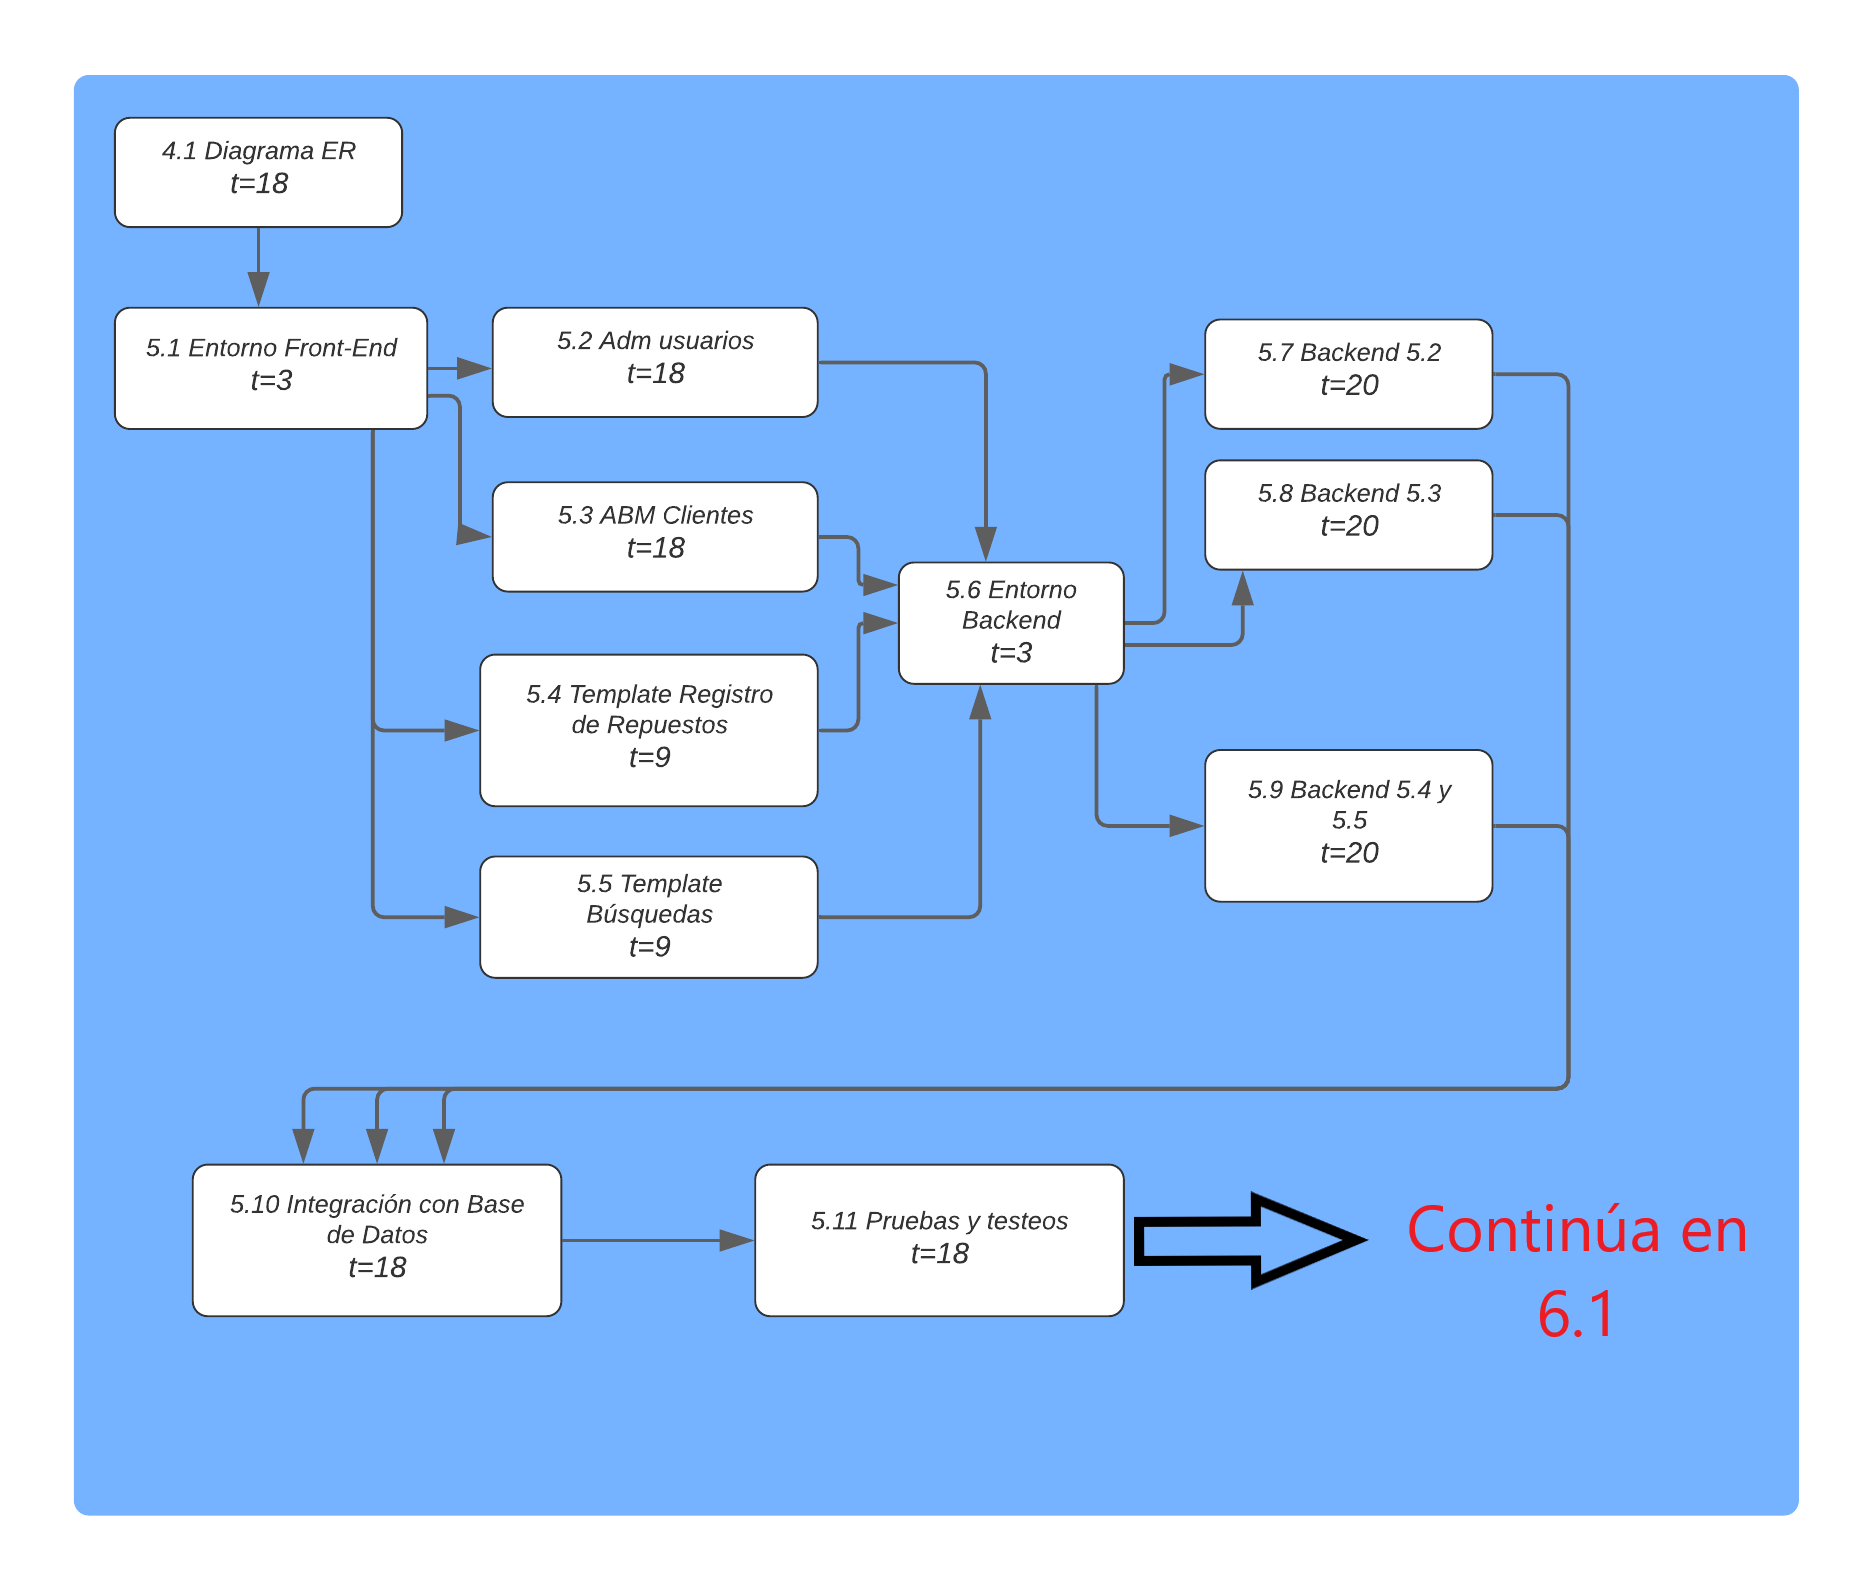 4.1 Diagrama ER
t=18
5.1 Entorno Front-End
t=3
5.2 Adm usuarios
t=18
5.3 ABM Clientes
t=18
5.4 Template Registro
de Repuestos
t=9
5.5 Template
Búsquedas
t=9
5.6 Entorno
Backend
t=3
5.7 Backend 5.2
t=20
5.8 Backend 5.3
t=20
5.9 Backend 5.4 y
5.5
t=20
5.10 Integración con Base
de Datos
t=18
5.11 Pruebas y testeos
t=18
Continúa en
6.1